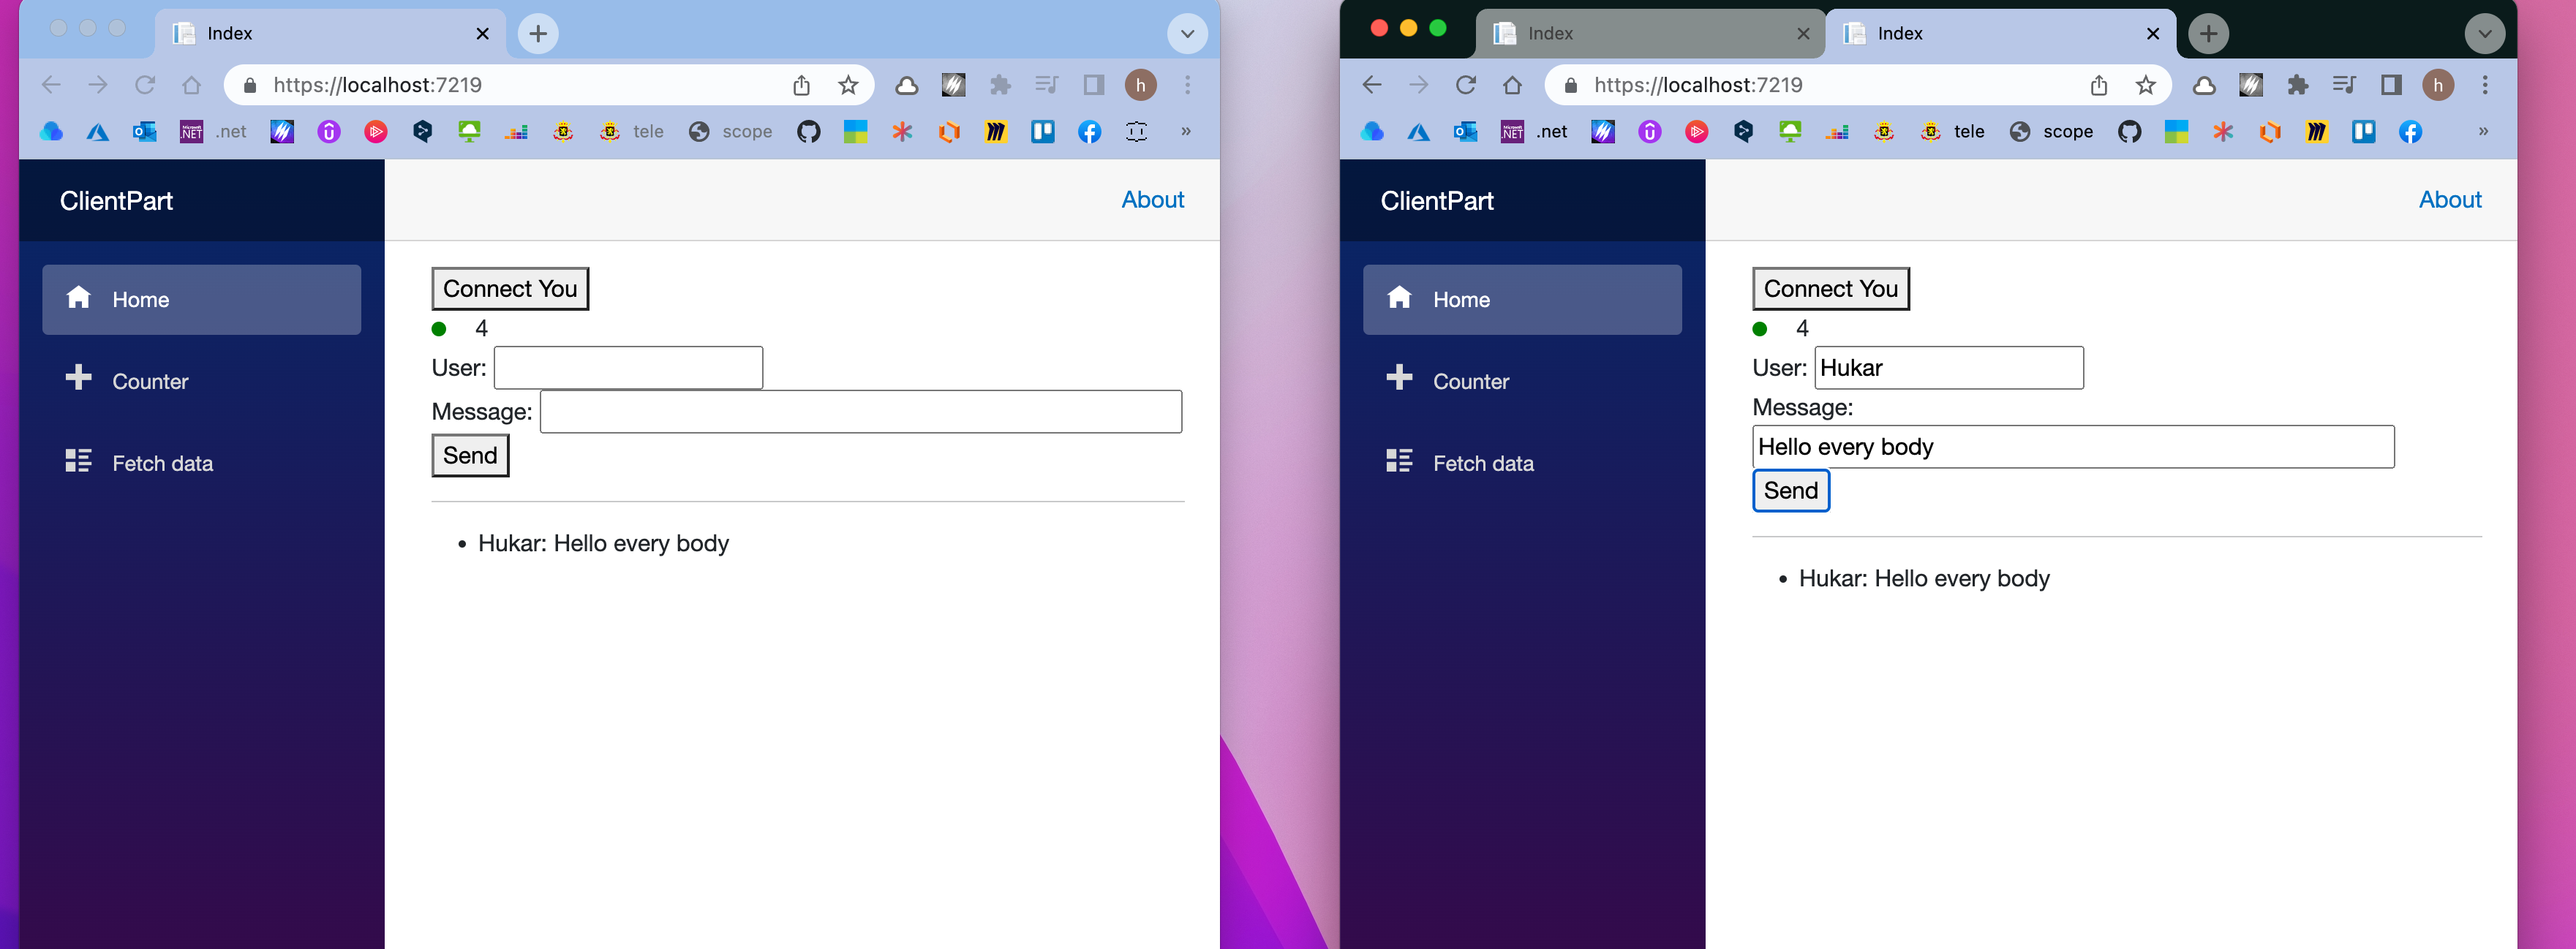 Index
https://localhost:7219
h
.net
tele
scope
»
ClientPart
About
Home
Counter
Fetch data
Connect You
4
User:
Message:
Send
• Hukar: Hello every body
Index
Index
https://localhost:7219
h
.net
tele
scope
»
ClientPart
About
Home
Counter
Fetch data
Connect You
4
User: Hukar
Message:
Hello every body
Send
• Hukar: Hello every body